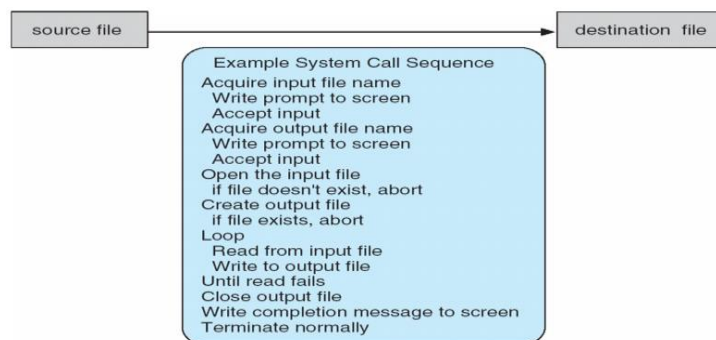 source file
destination file
Example System Call Sequence
Acquire input file name
Write prompt to screen
Accept input
Acquire output file name
Write prompt to screen
Accept input
Open the input file
if file doesn't exist, abort
Create output file
if file exists, abort
Loop
Read from input file
Write to output file
Until read fails
Close output file
Write completion message to screen
Terminate normally